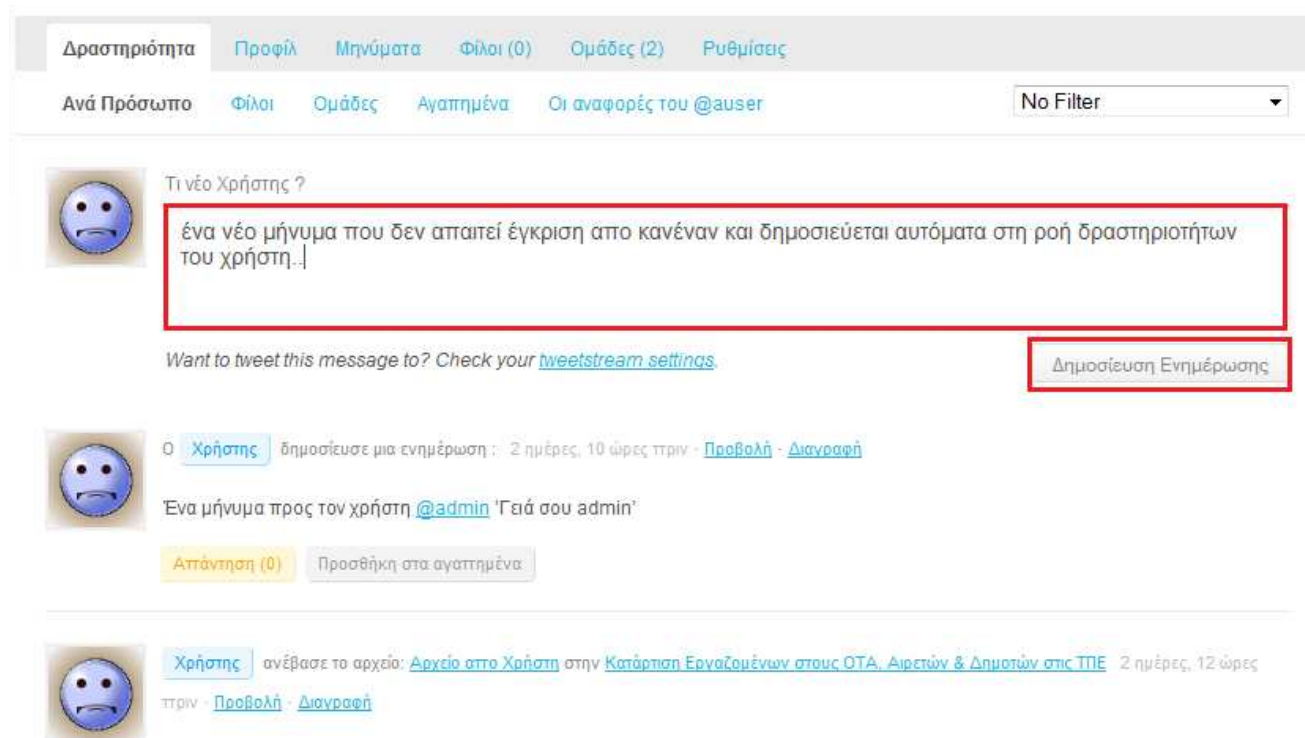 Δραστηριότητα Προφίλ Μηνύματα Φίλοι (0) Ομάδες (2) Ρυθμίσεις
Ανά Πρόσωπο Φίλοι Ομάδες Αγαπημένα Οι αναφορές του @auser No Filter
Τι νέο Χρήστης ?
ένα νέο μήνυμα που δεν απαιτεί έγκριση απο κανέναν και δημοσιεύεται αυτόματα στη ροή δραστηριοτήτων
του χρήστη..
Want to tweet this message to? Check your tweetstream settings.
Δημοσίευση Ενημέρωσης
Ο Χρήστης δημοσίευσε μια ενημέρωση : 2 ημέρες, 10 ώρες πριν · Προβολή · Διαγραφή
Ένα μήνυμα προς τον χρήστη @admin 'Γειά σου admin'
Απάντηση (0) Προσθήκη στα αγαπημένα
Χρήστης ανέβασε το αρχείο: Αρχείο απο Χρήστη στην Κατάρτιση Εργαζομένων στους ΟΤΑ, Αιρετών & Δημοτών στις ΤΠΕ 2 ημέρες, 12 ώρες
πριν · Προβολή · Διαγραφή